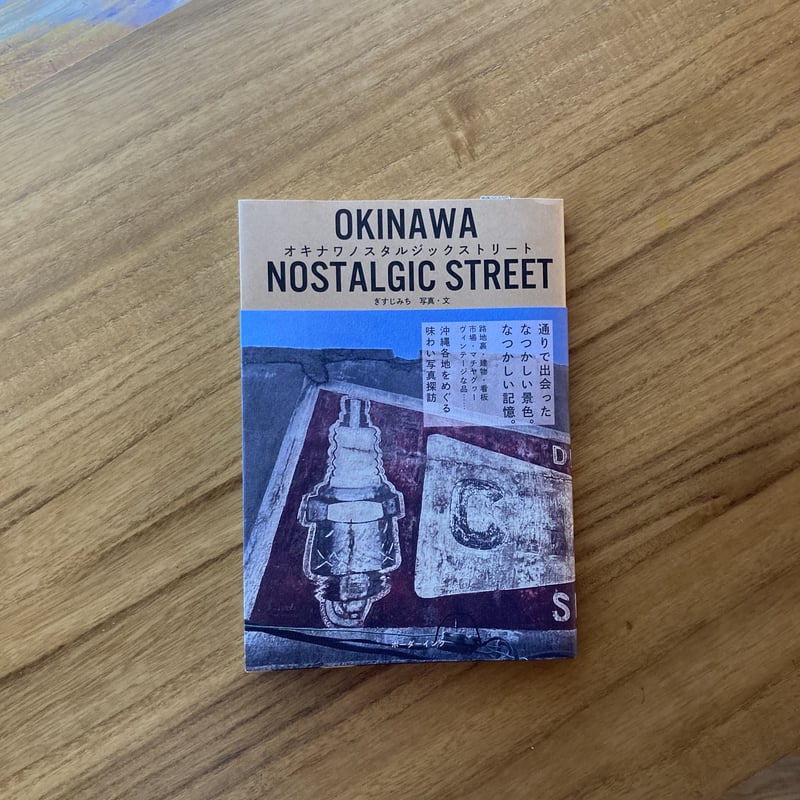 OKINAWA
オキナワノスタルジックストリート
NOSTALGIC STREET
ぎすじみち 写真・文
通りで出会った
なつかしい景色。
なつかしい記憶。
路地裏・建物・看板
市場・マチヤグヮー
ヴィンテージな品……
沖縄各地をめぐる
味わい写真探訪
D
C
S
ボーダーインク